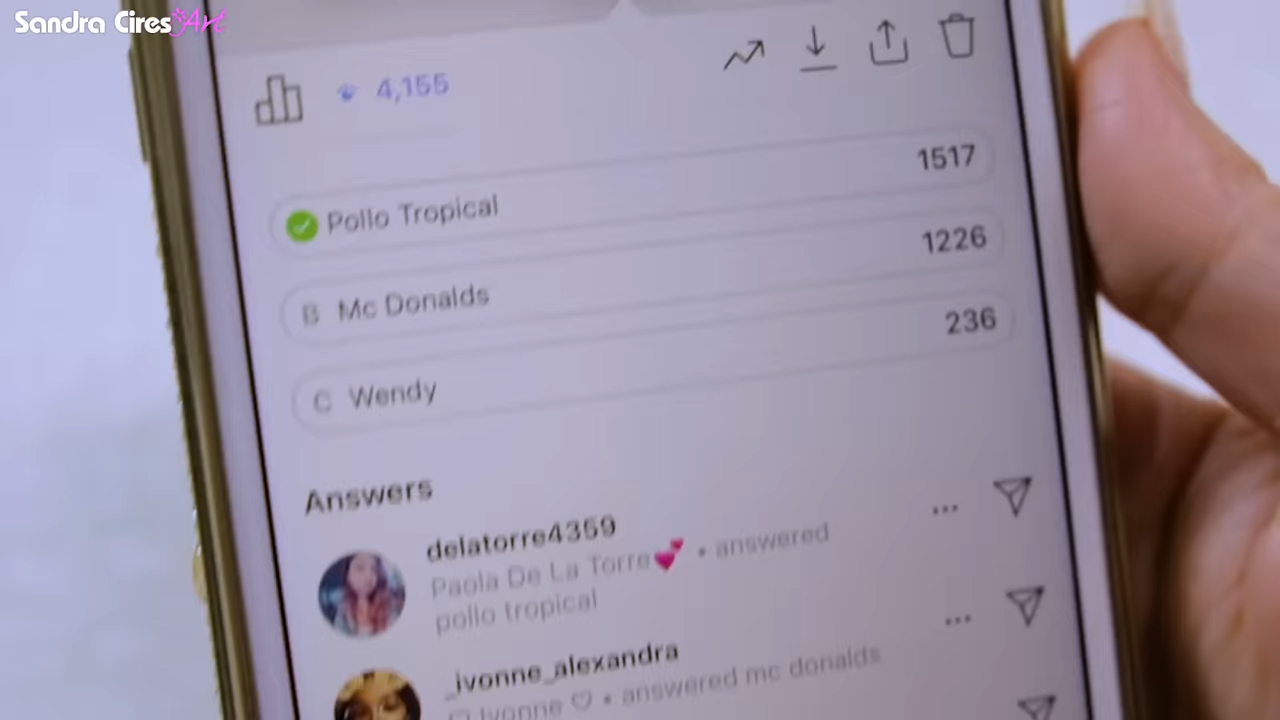 Sandra Cires Art
4,155
Pollo Tropical 1517
B Mc Donalds 1226
C Wendy 236
Answers
delatorre4359
Paola De La Torre💕 • answered
pollo tropical
_ivonne_alexandra
♡ Ivonne ♡ • answered mc donalds